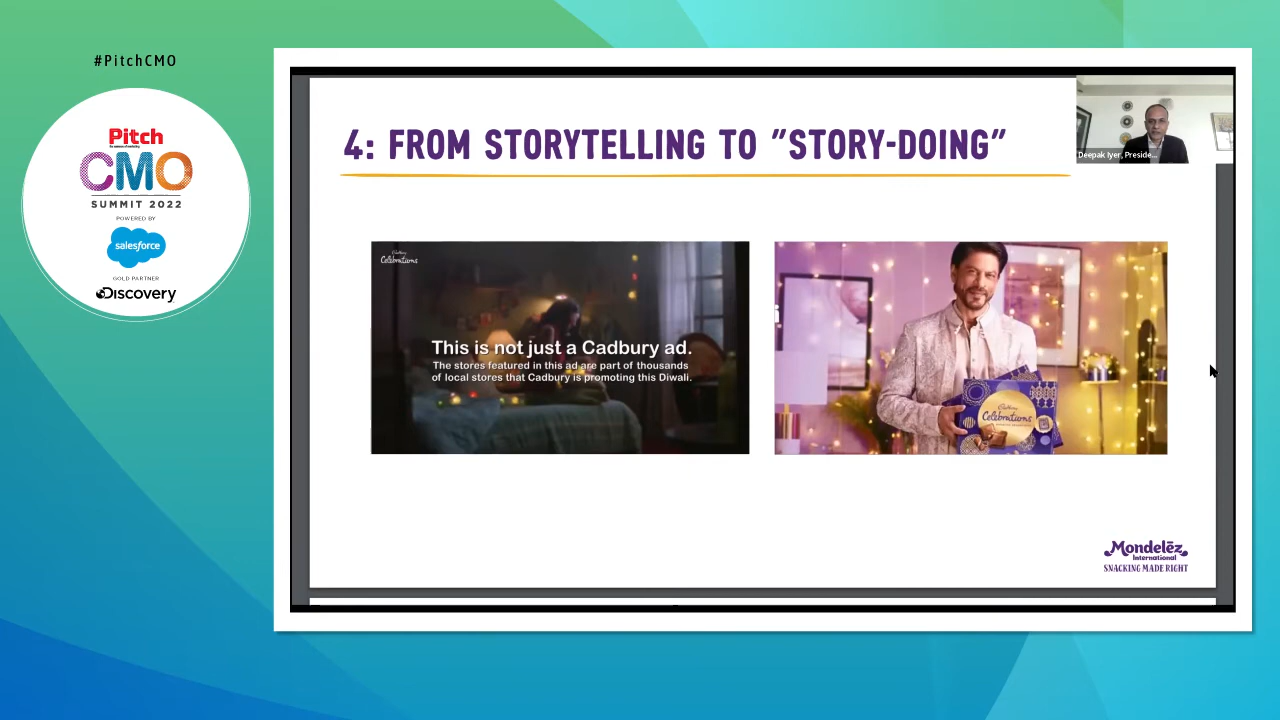 #PitchCMO
Pitch
CMO
SUMMIT 2022
POWERED BY
salesforce
GOLD PARTNER
Discovery
4: FROM STORYTELLING TO "STORY-DOING"
Deepak Iyer, Preside...
Cadbury
Celebrations
This is not just a Cadbury ad.
The stores featured in this ad are part of thousands
of local stores that Cadbury is promoting this Diwali.
Cadbury
Celebrations
Mondelēz
International
SNACKING MADE RIGHT